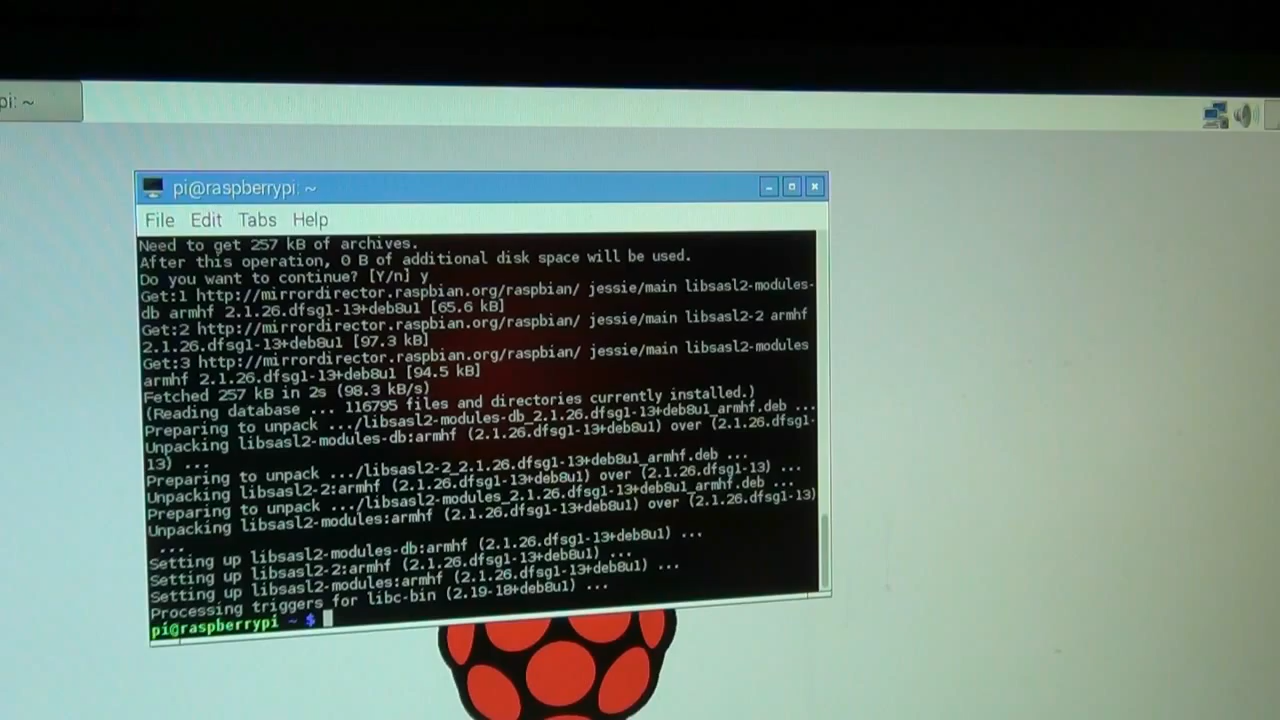 pi: ~
pi@raspberrypi: ~
File Edit Tabs Help
Need to get 257 kB of archives.
After this operation, 0 B of additional disk space will be used.
Do you want to continue? [Y/n] y
Get:1 http://mirrordirector.raspbian.org/raspbian/ jessie/main libsasl2-modules-
db armhf 2.1.26.dfsg1-13+deb8u1 [65.6 kB]
Get:2 http://mirrordirector.raspbian.org/raspbian/ jessie/main libsasl2-2 armhf
2.1.26.dfsg1-13+deb8u1 [97.3 kB]
Get:3 http://mirrordirector.raspbian.org/raspbian/ jessie/main libsasl2-modules
armhf 2.1.26.dfsg1-13+deb8u1 [94.5 kB]
Fetched 257 kB in 2s (98.3 kB/s)
(Reading database ... 116795 files and directories currently installed.)
Preparing to unpack .../libsasl2-modules-db_2.1.26.dfsg1-13+deb8u1_armhf.deb ...
Unpacking libsasl2-modules-db:armhf (2.1.26.dfsg1-13+deb8u1) over (2.1.26.dfsg1-
13) ...
Preparing to unpack .../libsasl2-2_2.1.26.dfsg1-13+deb8u1_armhf.deb ...
Unpacking libsasl2-2:armhf (2.1.26.dfsg1-13+deb8u1) over (2.1.26.dfsg1-13) ...
Preparing to unpack .../libsasl2-modules_2.1.26.dfsg1-13+deb8u1_armhf.deb ...
Unpacking libsasl2-modules:armhf (2.1.26.dfsg1-13+deb8u1) over (2.1.26.dfsg1-13)
...
Setting up libsasl2-modules-db:armhf (2.1.26.dfsg1-13+deb8u1) ...
Setting up libsasl2-2:armhf (2.1.26.dfsg1-13+deb8u1) ...
Setting up libsasl2-modules:armhf (2.1.26.dfsg1-13+deb8u1) ...
Processing triggers for libc-bin (2.19-18+deb8u1) ...
pi@raspberrypi ~ $